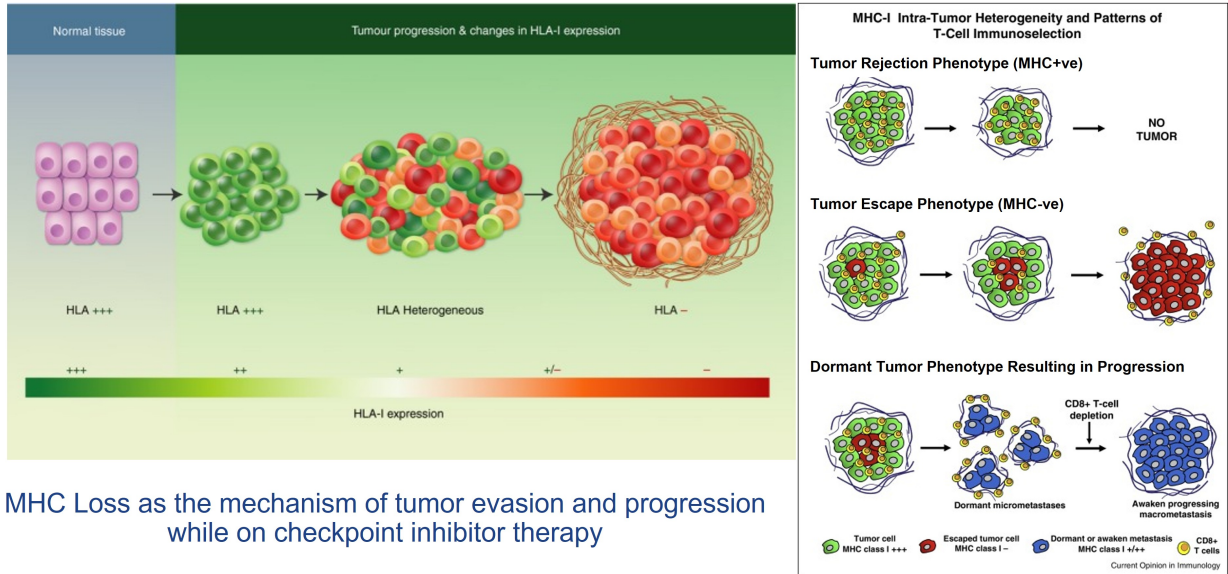 Normal tissue
Tumour progression & changes in HLA-I expression
HLA +++
HLA +++
HLA Heterogeneous
HLA –
+++
++
+
+/–
–
HLA-I expression
MHC Loss as the mechanism of tumor evasion and progression
while on checkpoint inhibitor therapy
MHC-I Intra-Tumor Heterogeneity and Patterns of
T-Cell Immunoselection
Tumor Rejection Phenotype (MHC+ve)
NO
TUMOR
Tumor Escape Phenotype (MHC-ve)
Dormant Tumor Phenotype Resulting in Progression
CD8+ T-cell
depletion
Dormant micrometastases
Awaken progressing
macrometastasis
Tumor cell
MHC class I +++
Escaped tumor cell
MHC class I –
Dormant or awaken metastasis
MHC class I +/++
CD8+
T cells
Current Opinion in Immunology